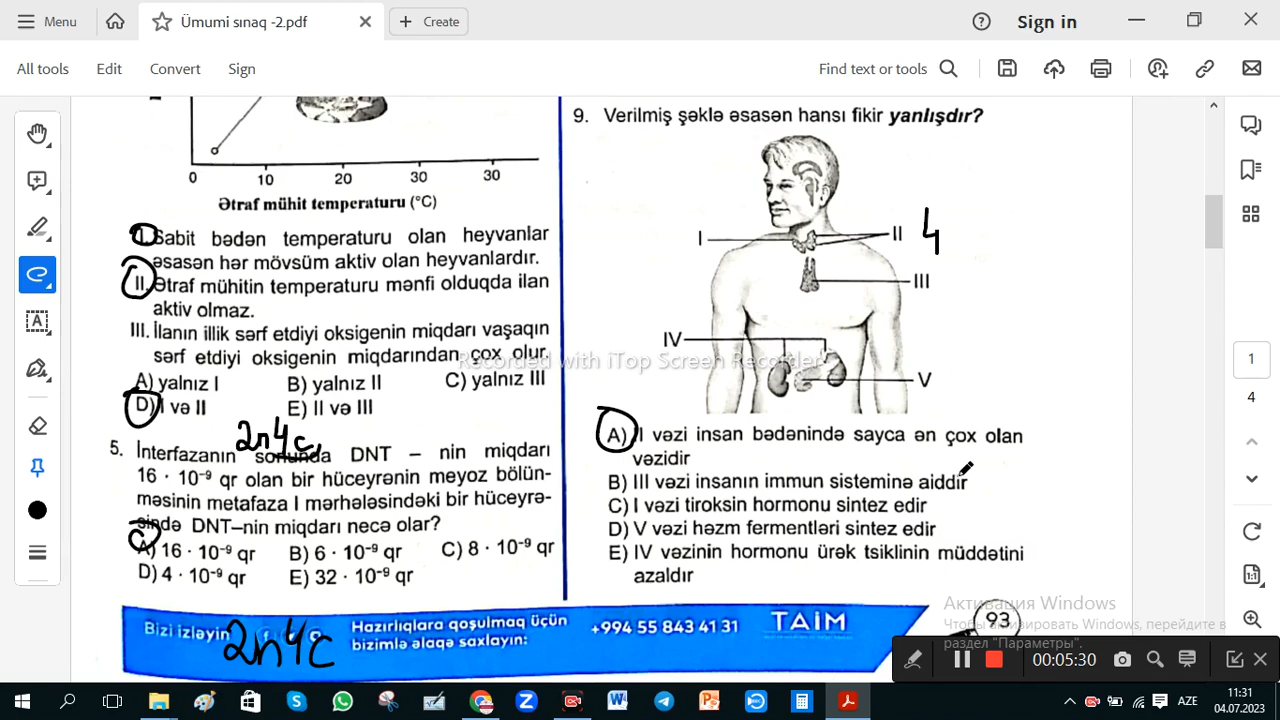 Menu
Ümumi sınaq -2.pdf
Create
Sign in
All tools
Edit
Convert
Sign
Find text or tools
0
10
20
30
30
Ətraf mühit temperaturu (°C)
I. Sabit bədən temperaturu olan heyvanlar
əsasən hər mövsüm aktiv olan heyvanlardır.
II. Ətraf mühitin temperaturu mənfi olduqda ilan
aktiv olmaz.
III. İlanın illik sərf etdiyi oksigenin miqdarı vaşaqın
sərf etdiyi oksigenin miqdarından çox olur.
A) yalnız I
B) yalnız II
C) yalnız III
D) I və II
E) II və III
2n4c
5. İnterfazanın sonunda DNT – nin miqdarı
16 · 10⁻⁹ qr olan bir hüceyrənin meyoz bölün-
məsinin metafaza I mərhələsindəki bir hüceyrə-
sində DNT–nin miqdarı necə olar?
A) 16 · 10⁻⁹ qr
B) 6 · 10⁻⁹ qr
C) 8 · 10⁻⁹ qr
D) 4 · 10⁻⁹ qr
E) 32 · 10⁻⁹ qr
9. Verilmiş şəklə əsasən hansı fikir yanlışdır?
I
II
4
III
IV
V
Recorded with iTop Screen Recorder
A) II vəzi insan bədənində sayca ən çox olan
vəzidir
B) III vəzi insanın immun sisteminə aiddir
C) I vəzi tiroksin hormonu sintez edir
D) V vəzi həzm fermentləri sintez edir
E) IV vəzinin hormonu ürək tsiklinin müddətini
azaldır
Bizi izləyin
2n4c
Hazırlıqlara qoşulmaq üçün
bizimlə əlaqə saxlayın:
+994 55 843 41 31
TAIM
93
Активация Windows
Чтобы активировать Windows, перейдите в
раздел "Параметры".
1
4
1:1
00:05:30
AZE
11:31
04.07.2023